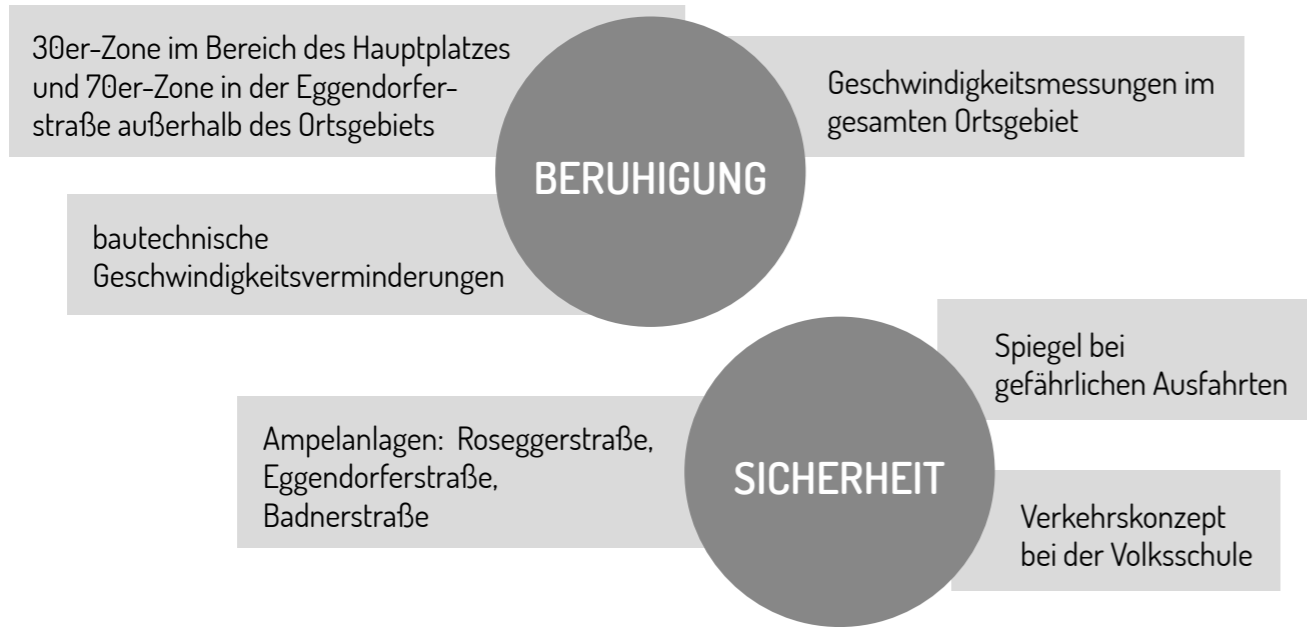 30er-Zone im Bereich des Hauptplatzes
und 70er-Zone in der Eggendorfer-
straße außerhalb des Ortsgebiets
Geschwindigkeitsmessungen im
gesamten Ortsgebiet
BERUHIGUNG
bautechnische
Geschwindigkeitsverminderungen
Spiegel bei
gefährlichen Ausfahrten
Ampelanlagen: Roseggerstraße,
Eggendorferstraße,
Badnerstraße
SICHERHEIT
Verkehrskonzept
bei der Volksschule